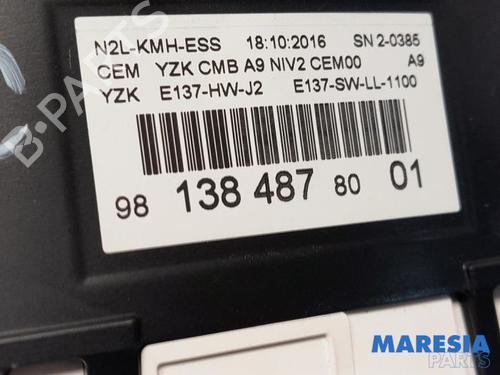 N2L-KMH-ESS 18:10:2016 SN 2-0385
CEM YZK CMB A9 NIV2 CEM00 A9
YZK E137-HW-J2 E137-SW-LL-1100
98 138 487 80 01
MARESIA
PARTS